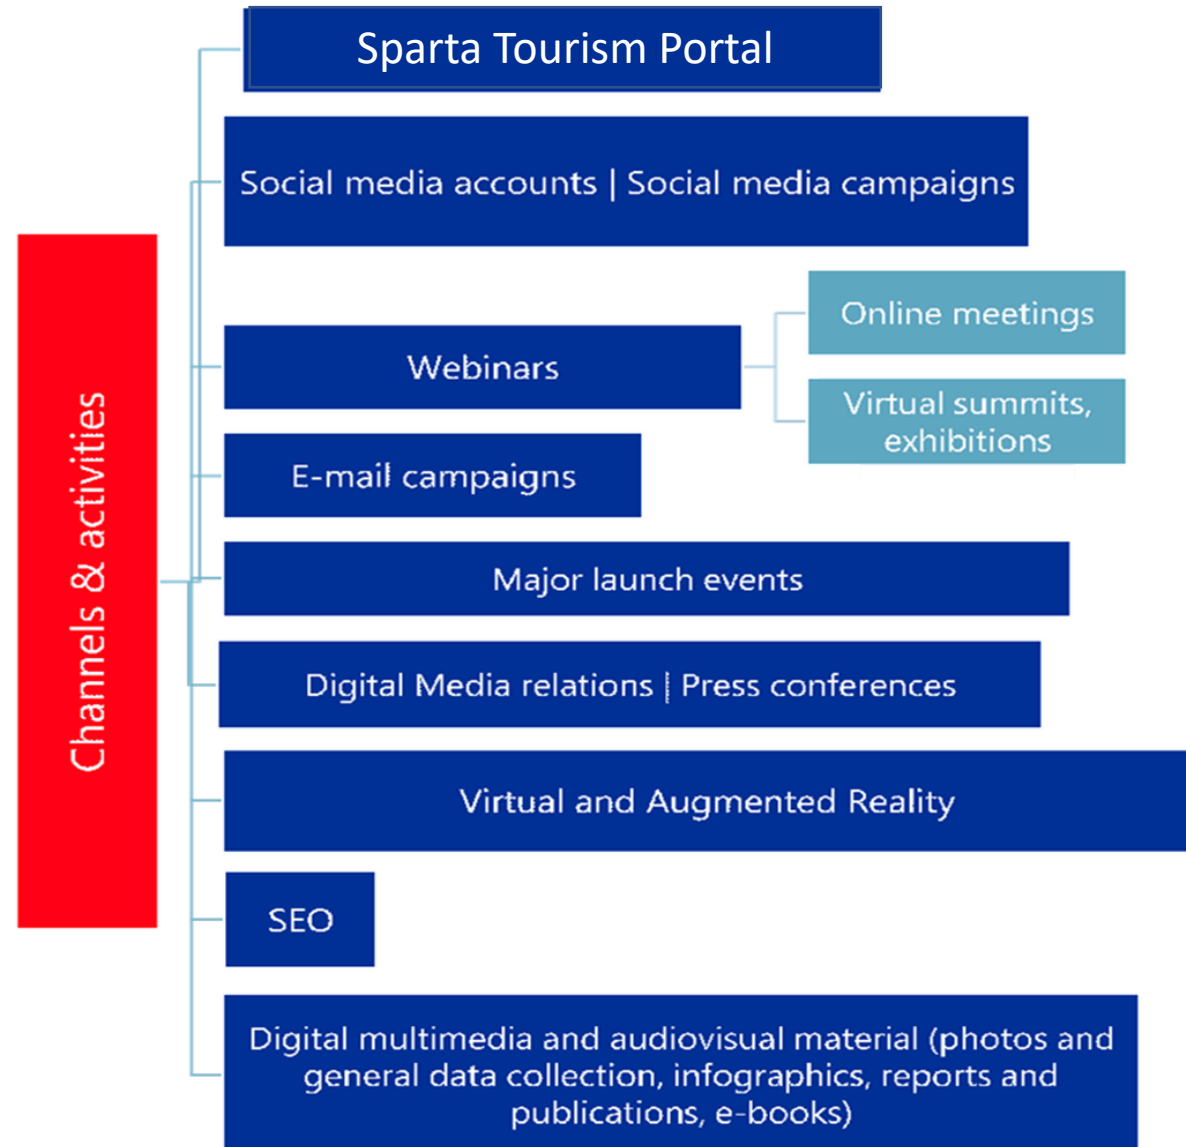 Sparta Tourism Portal
Social media accounts | Social media campaigns
Online meetings
Webinars
Virtual summits,
exhibitions
E-mail campaigns
Channels & activities
Major launch events
Digital Media relations | Press conferences
Virtual and Augmented Reality
SEO
Digital multimedia and audiovisual material (photos and
general data collection, infographics, reports and
publications, e-books)